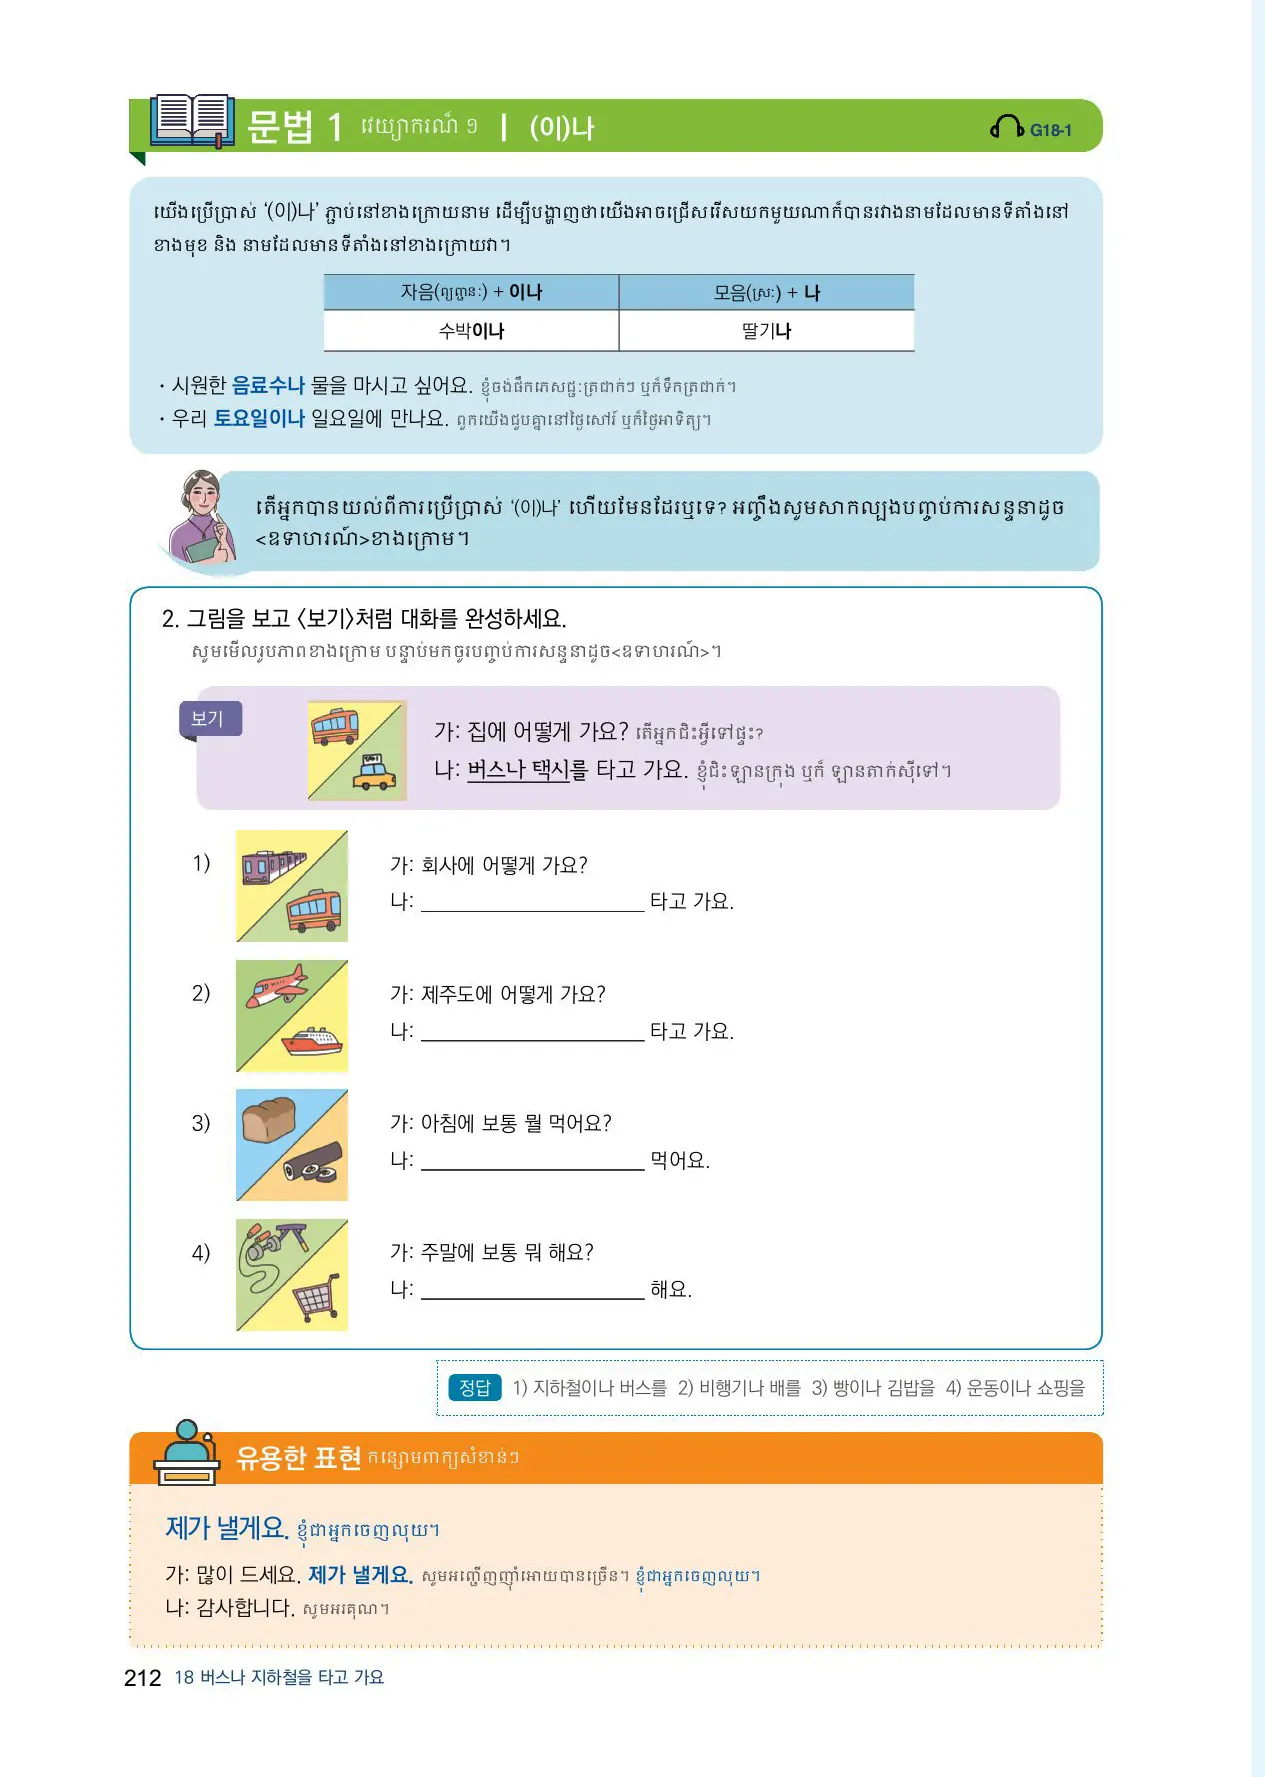 문법 1 វេយ្យាករណ៍ ១ | (이)나
G18-1
យើងប្រើប្រាស់ ‘(이)나’ ភ្ជាប់នៅខាងក្រោយនាម ដើម្បីបង្ហាញថាយើងអាចជ្រើសរើសយកមួយណាក៏បានរវាងនាមដែលមានទីតាំងនៅ
ខាងមុខ និង នាមដែលមានទីតាំងនៅខាងក្រោយវា។
자음(ព្យញ្ជនៈ) + 이나 모음(ស្រៈ) + 나
수박이나 딸기나
· 시원한 음료수나 물을 마시고 싶어요. ខ្ញុំចង់ផឹកភេសជ្ជៈត្រជាក់ៗ ឬក៏ទឹកត្រជាក់។
· 우리 토요일이나 일요일에 만나요. ពួកយើងជួបគ្នានៅថ្ងៃសៅរ៍ ឬក៏ថ្ងៃអាទិត្យ។
តើអ្នកបានយល់ពីការប្រើប្រាស់ ‘(이)나’ ហើយមែនដែរឬទេ? អញ្ចឹងសូមសាកល្បងបញ្ចប់ការសន្ទនាដូច
<ឧទាហរណ៍>ខាងក្រោម។
2. 그림을 보고 〈보기〉처럼 대화를 완성하세요.
សូមមើលរូបភាពខាងក្រោម បន្ទាប់មកចូរបញ្ចប់ការសន្ទនាដូច<ឧទាហរណ៍>។
보기
가: 집에 어떻게 가요? តើអ្នកជិះអ្វីទៅផ្ទះ?
나: 버스나 택시를 타고 가요. ខ្ញុំជិះឡានក្រុង ឬក៏ ឡានតាក់ស៊ីទៅ។
1) 가: 회사에 어떻게 가요?
나: ____________ 타고 가요.
2) 가: 제주도에 어떻게 가요?
나: ____________ 타고 가요.
3) 가: 아침에 보통 뭘 먹어요?
나: ____________ 먹어요.
4) 가: 주말에 보통 뭐 해요?
나: ____________ 해요.
정답 1) 지하철이나 버스를 2) 비행기나 배를 3) 빵이나 김밥을 4) 운동이나 쇼핑을
유용한 표현 កន្សោមពាក្យសំខាន់ៗ
제가 낼게요. ខ្ញុំជាអ្នកចេញលុយ។
가: 많이 드세요. 제가 낼게요. សូមអញ្ជើញញ៉ាំអោយបានច្រើន។ ខ្ញុំជាអ្នកចេញលុយ។
나: 감사합니다. សូមអរគុណ។
212 18 버스나 지하철을 타고 가요